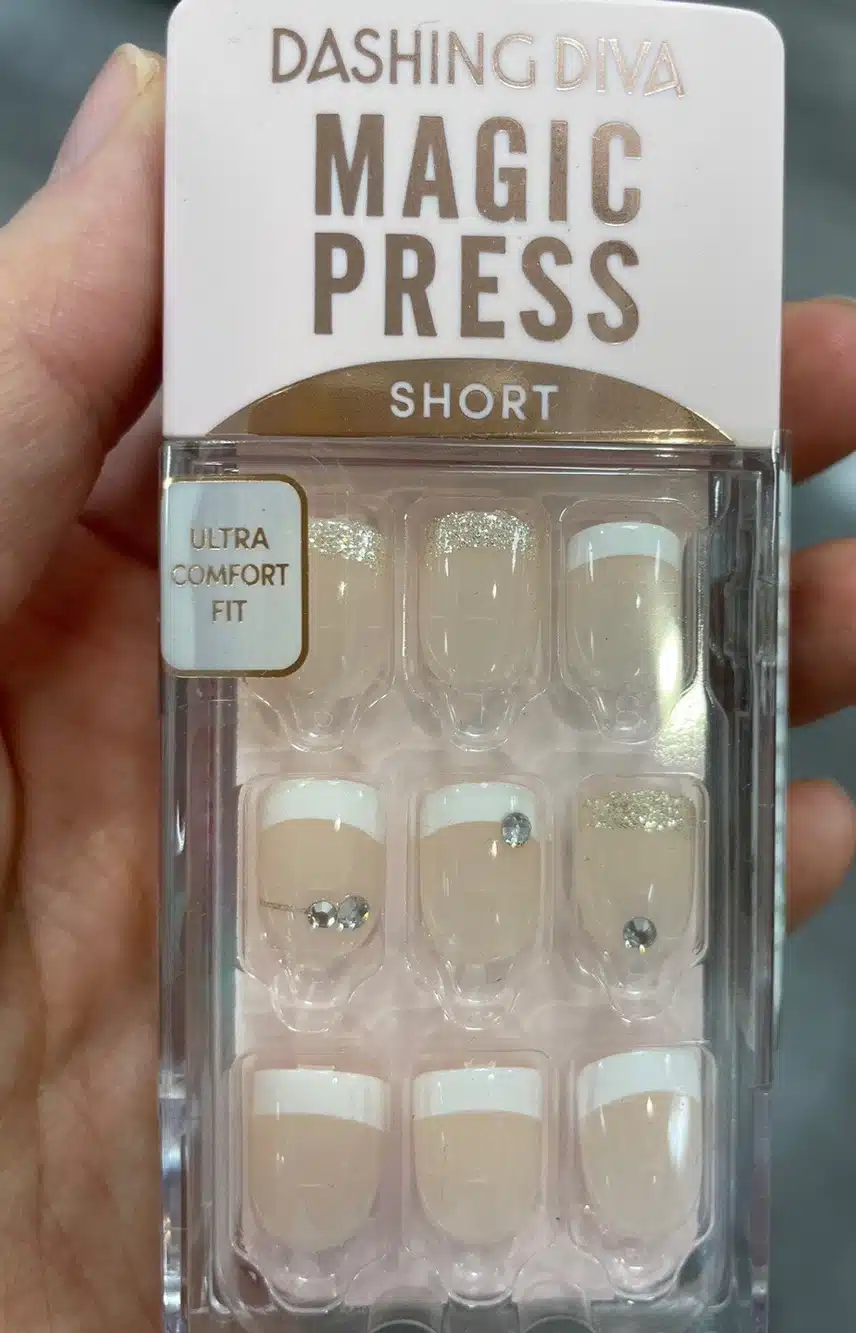 DASHING DIVA
MAGIC
PRESS
SHORT
ULTRA
COMFORT
FIT